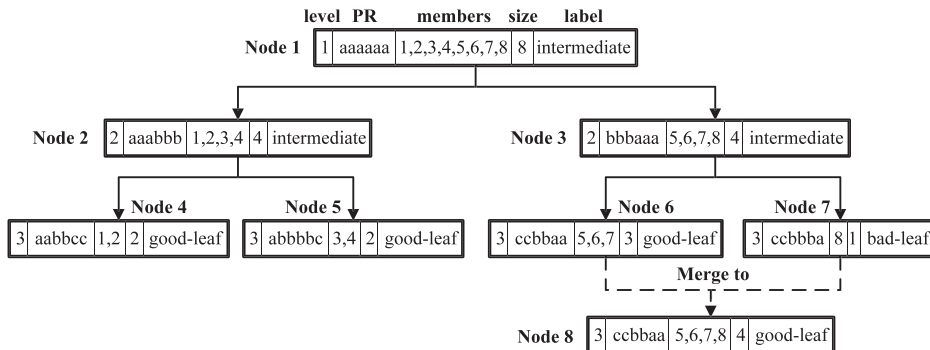 level PR members size label
Node 1 1 aaaaaa 1,2,3,4,5,6,7,8 8 intermediate
Node 2 2 aaabbb 1,2,3,4 4 intermediate
Node 3 2 bbbaaa 5,6,7,8 4 intermediate
Node 4 Node 5 Node 6 Node 7
3 aabbcc 1,2 2 good-leaf
3 abbbbc 3,4 2 good-leaf
3 ccbbaa 5,6,7 3 good-leaf
3 ccbbba 8 1 bad-leaf
Merge to
Node 8 3 ccbbaa 5,6,7,8 4 good-leaf